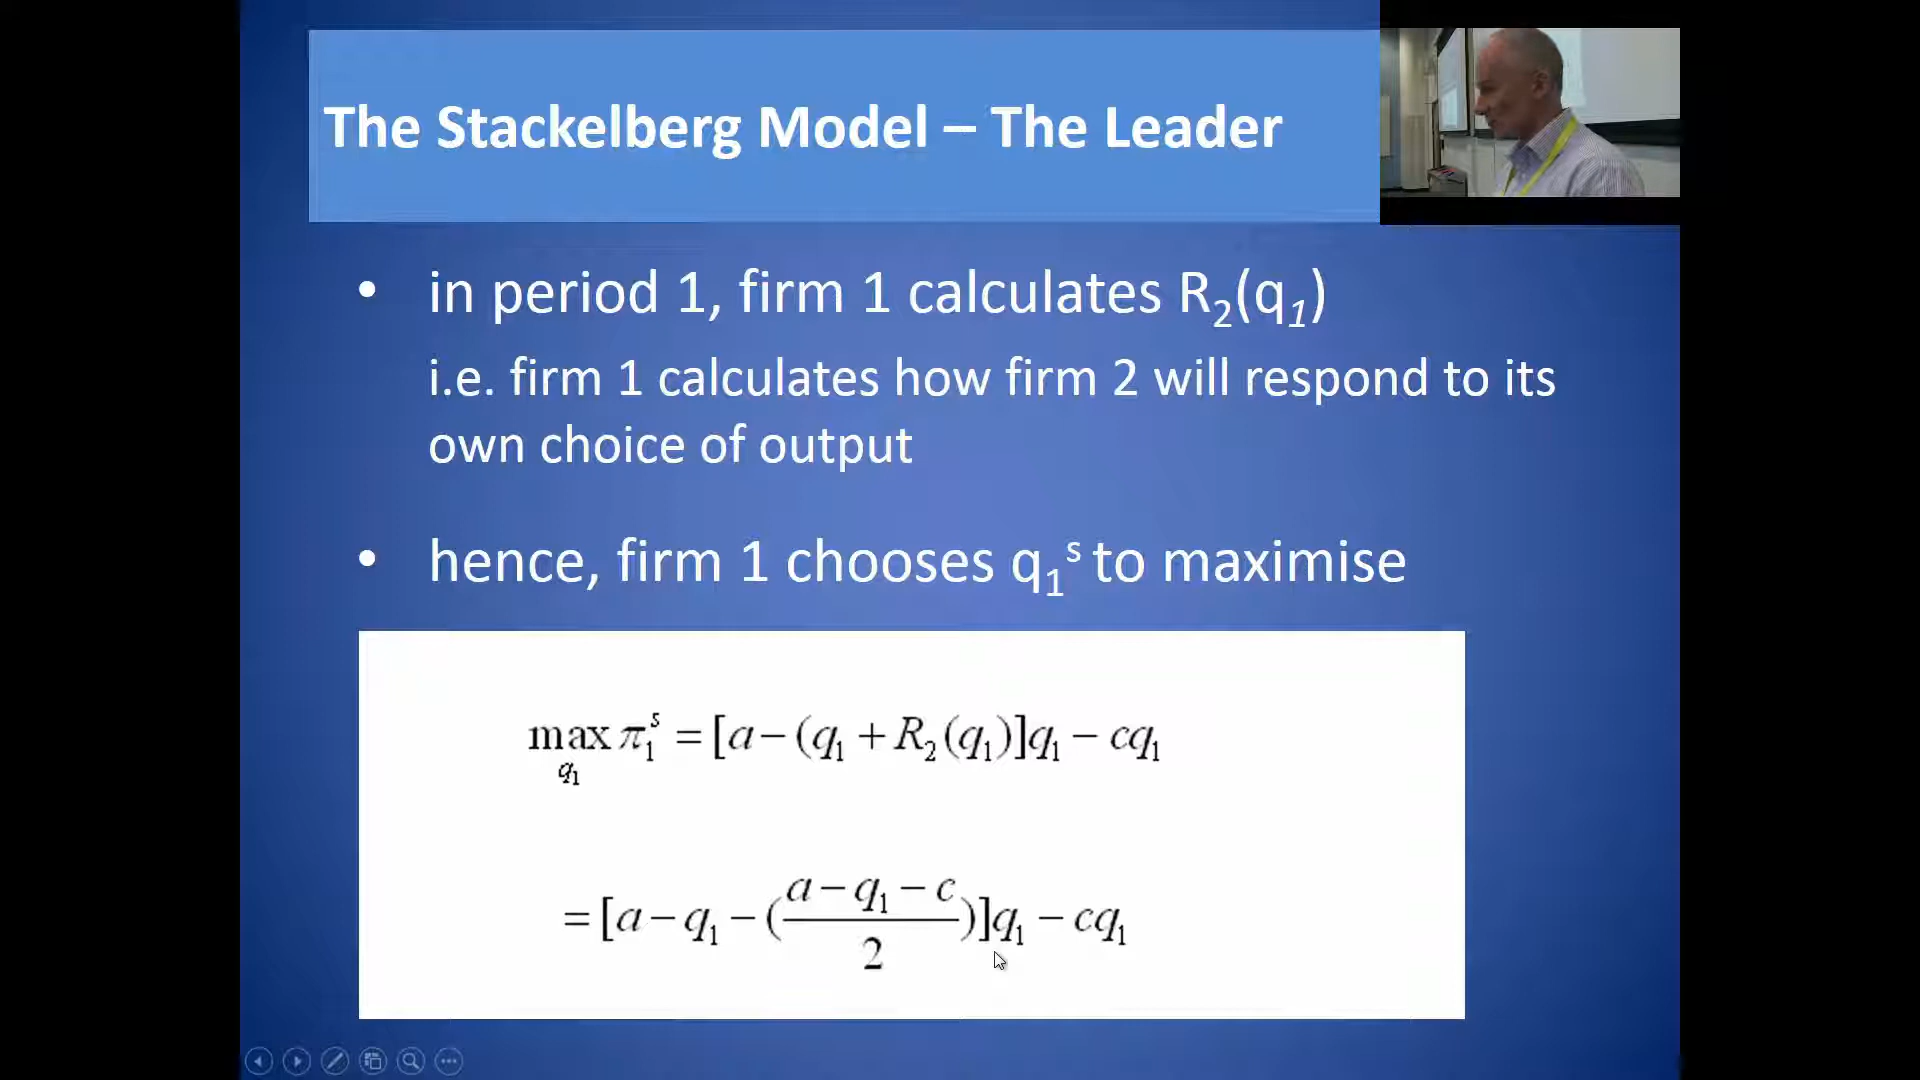 The Stackelberg Model – The Leader
• in period 1, firm 1 calculates R₂(q₁)
i.e. firm 1 calculates how firm 2 will respond to its
own choice of output
• hence, firm 1 chooses q₁ˢ to maximise
max π₁ˢ = [a − (q₁ + R₂(q₁)]q₁ − cq₁
q₁
= [a − q₁ − (a − q₁ − c / 2)]q₁ − cq₁